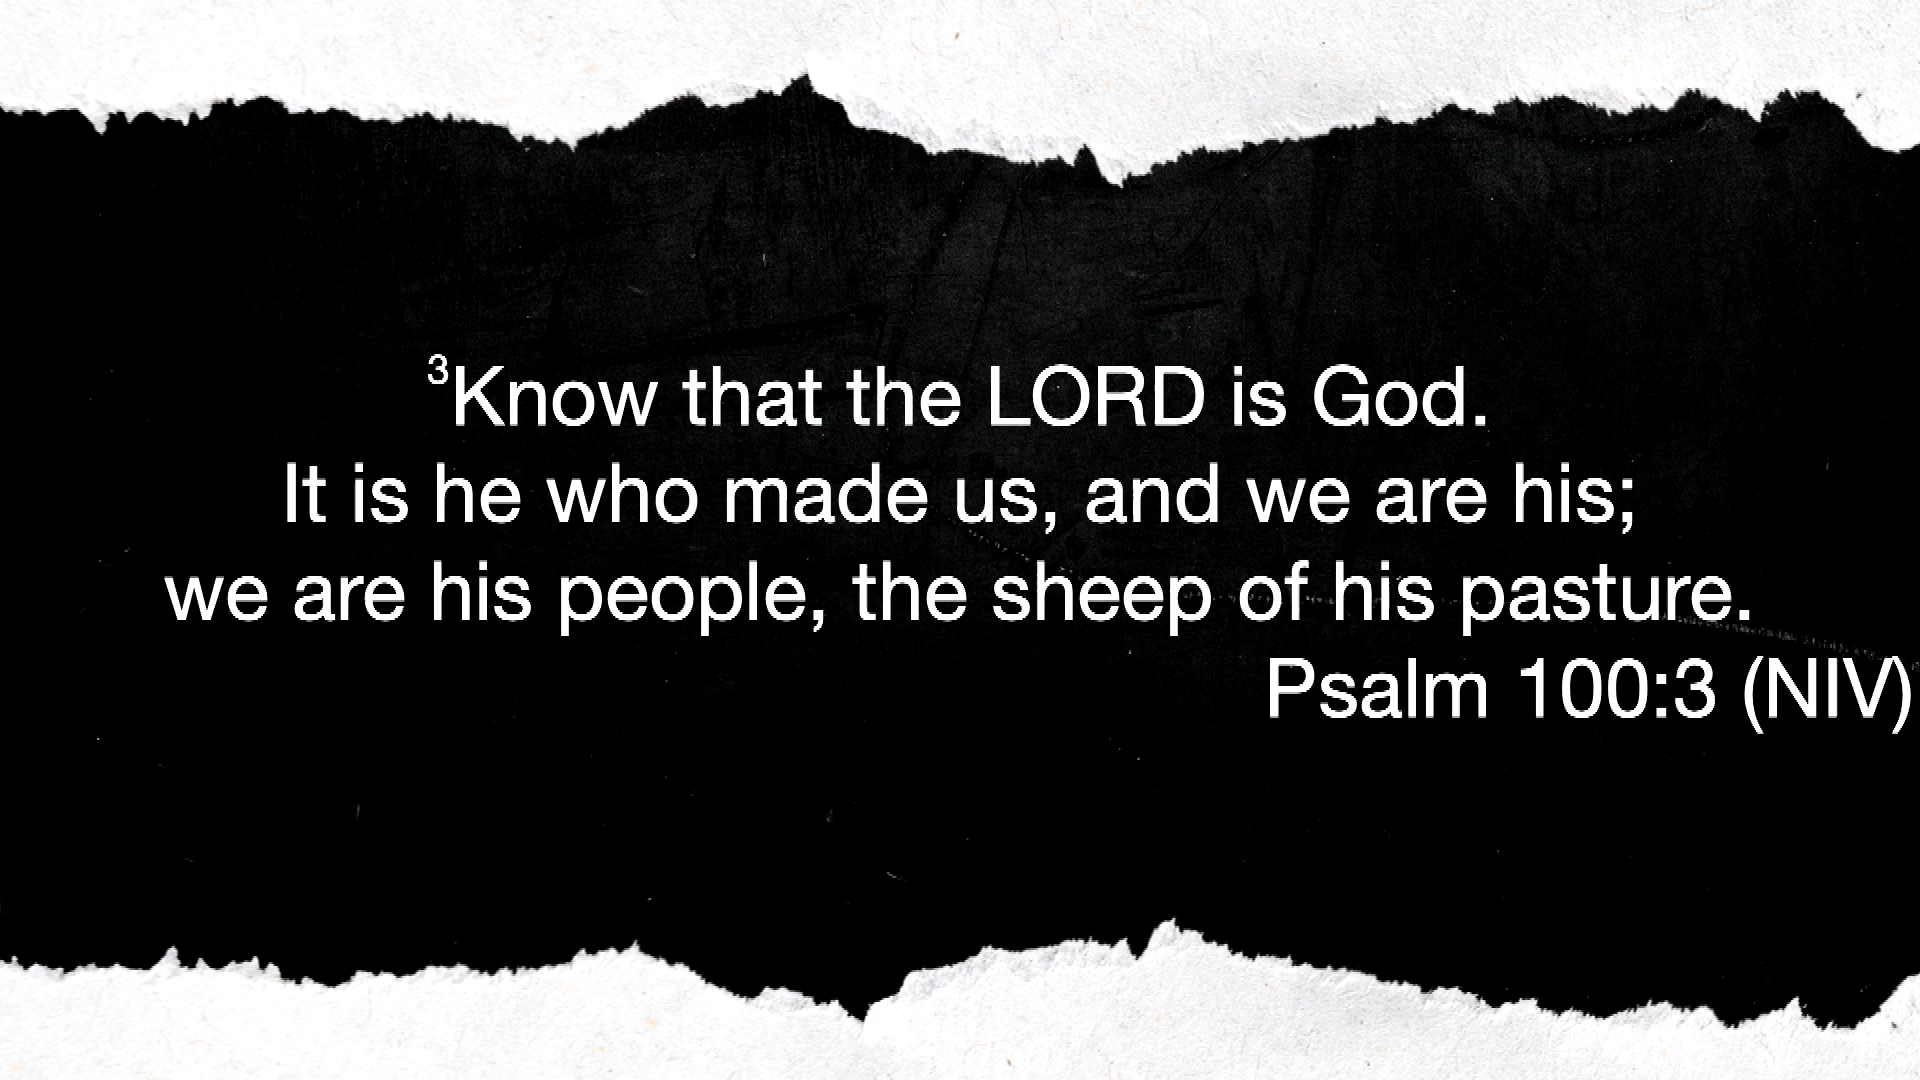 ³Know that the LORD is God.
It is he who made us, and we are his;
we are his people, the sheep of his pasture.
Psalm 100:3 (NIV)